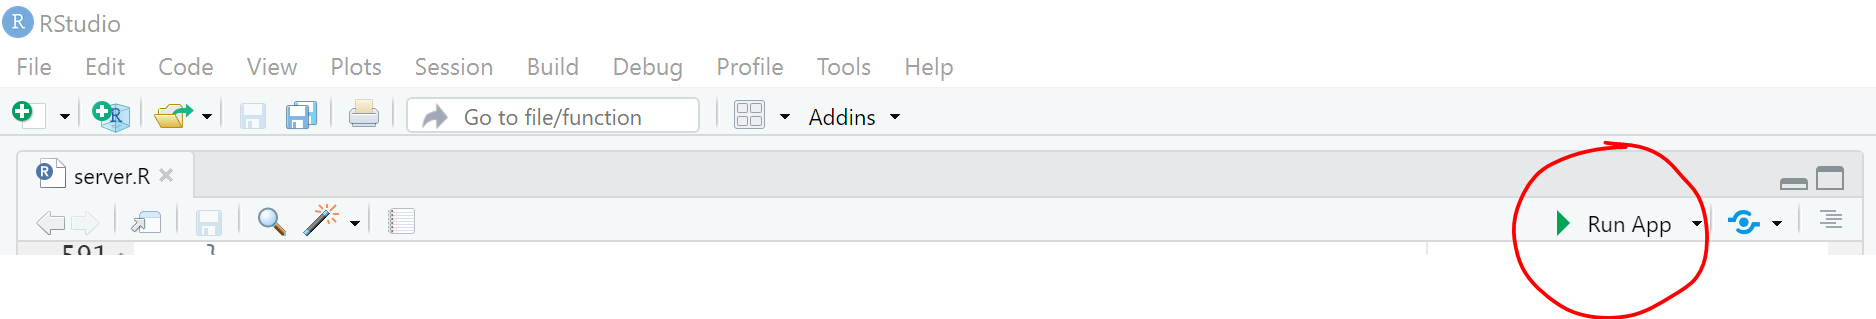 R RStudio
File Edit Code View Plots Session Build Debug Profile Tools Help
R Go to file/function Addins
R server.R
Run App
591 }